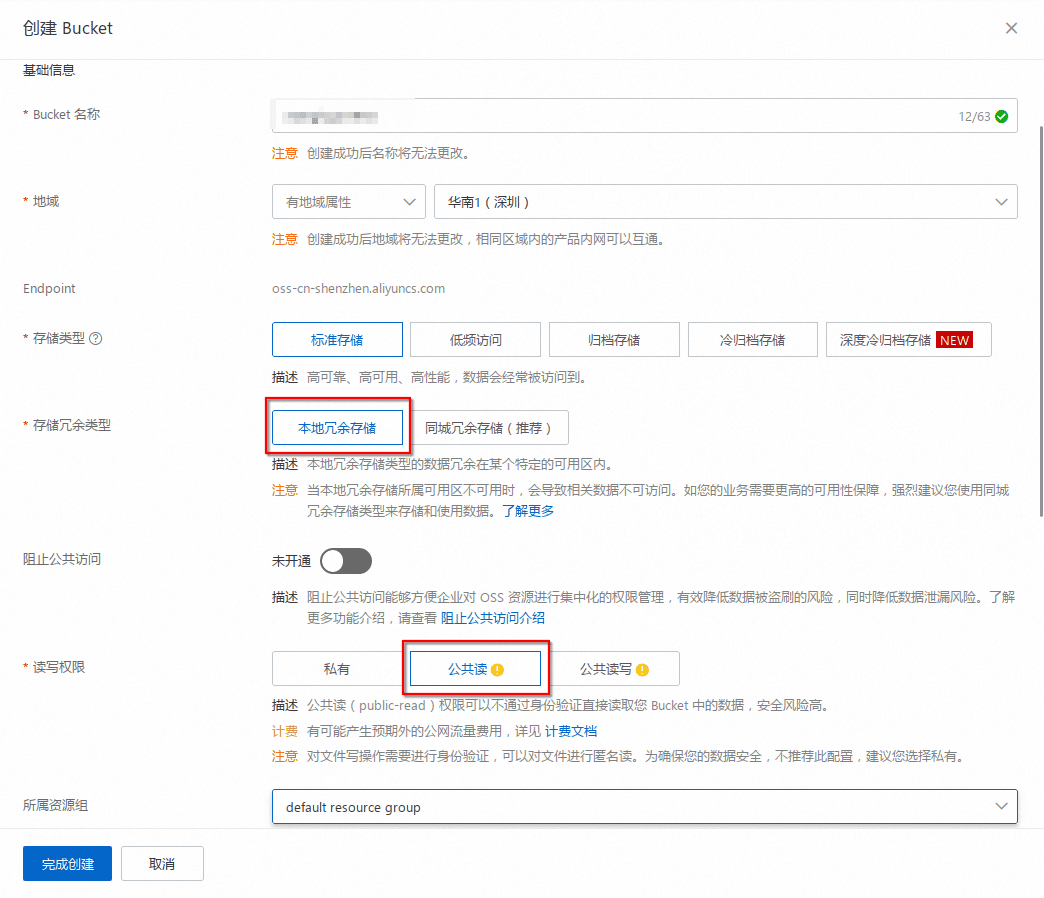 创建 Bucket
基础信息
* Bucket 名称
12/63
注意 创建成功后名称将无法更改。
* 地域
有地域属性
华南1（深圳）
注意 创建成功后地域将无法更改，相同区域内的产品内网可以互通。
Endpoint
oss-cn-shenzhen.aliyuncs.com
* 存储类型 ?
标准存储
低频访问
归档存储
冷归档存储
深度冷归档存储 NEW
描述 高可靠、高可用、高性能，数据会经常被访问到。
* 存储冗余类型
本地冗余存储
同城冗余存储（推荐）
描述 本地冗余存储类型的数据冗余在某个特定的可用区内。
注意 当本地冗余存储所属可用区不可用时，会导致相关数据不可访问。如您的业务需要更高的可用性保障，强烈建议您使用同城
冗余存储类型来存储和使用数据。了解更多
阻止公共访问
未开通
描述 阻止公共访问能够方便企业对 OSS 资源进行集中化的权限管理，有效降低数据被盗刷的风险，同时降低数据泄漏风险。了解
更多功能介绍，请查看 阻止公共访问介绍
* 读写权限
私有
公共读
公共读写
描述 公共读（public-read）权限可以不通过身份验证直接读取您 Bucket 中的数据，安全风险高。
计费 有可能产生预期外的公网流量费用，详见 计费文档
注意 对文件写操作需要进行身份验证，可以对文件进行匿名读。为确保您的数据安全，不推荐此配置，建议您选择私有。
所属资源组
default resource group
完成创建
取消